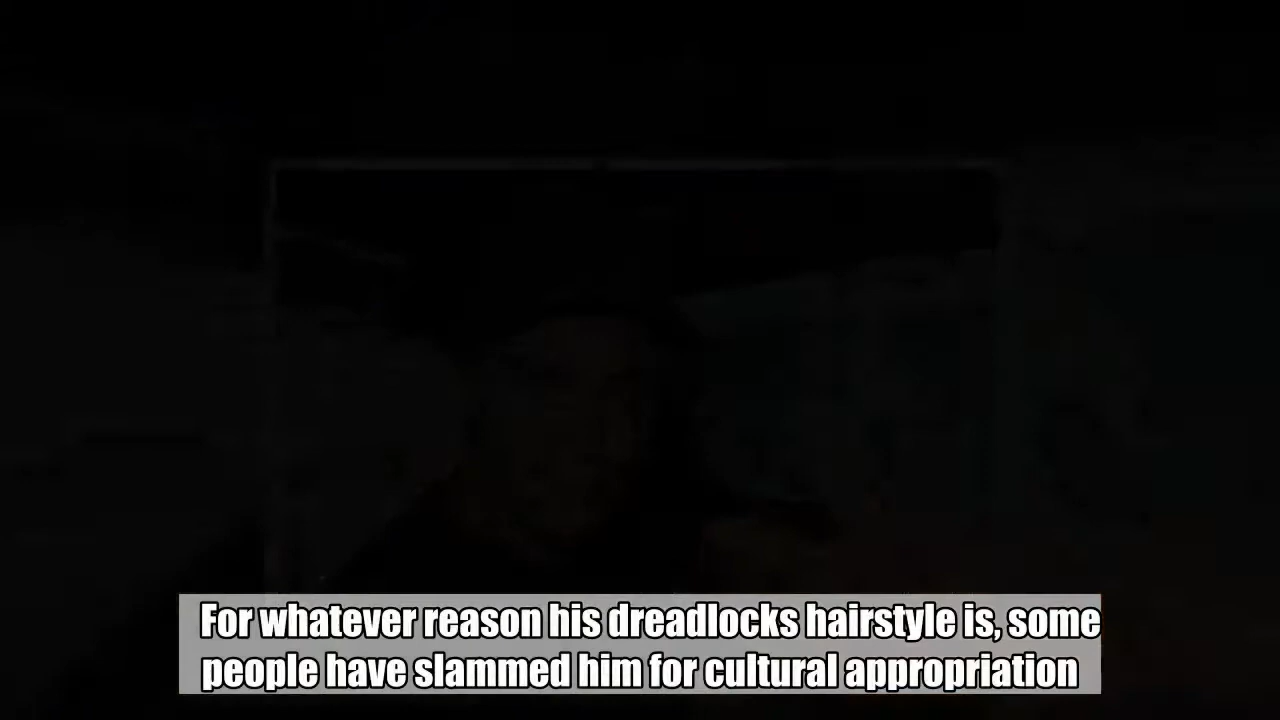 For whatever reason his dreadlocks hairstyle is, some
people have slammed him for cultural appropriation